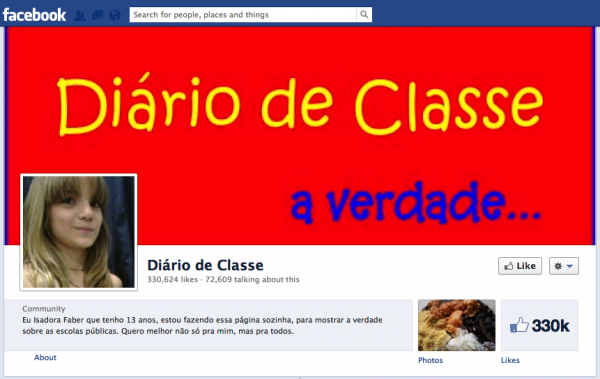 facebook
Search for people, places and things
Diário de Classe
a verdade...
Diário de Classe
330,624 likes · 72,609 talking about this
Like
Community
Eu Isadora Faber que tenho 13 anos, estou fazendo essa página sozinha, para mostrar a verdade
sobre as escolas públicas. Quero melhor não só pra mim, mas pra todos.
About
330k
Photos
Likes